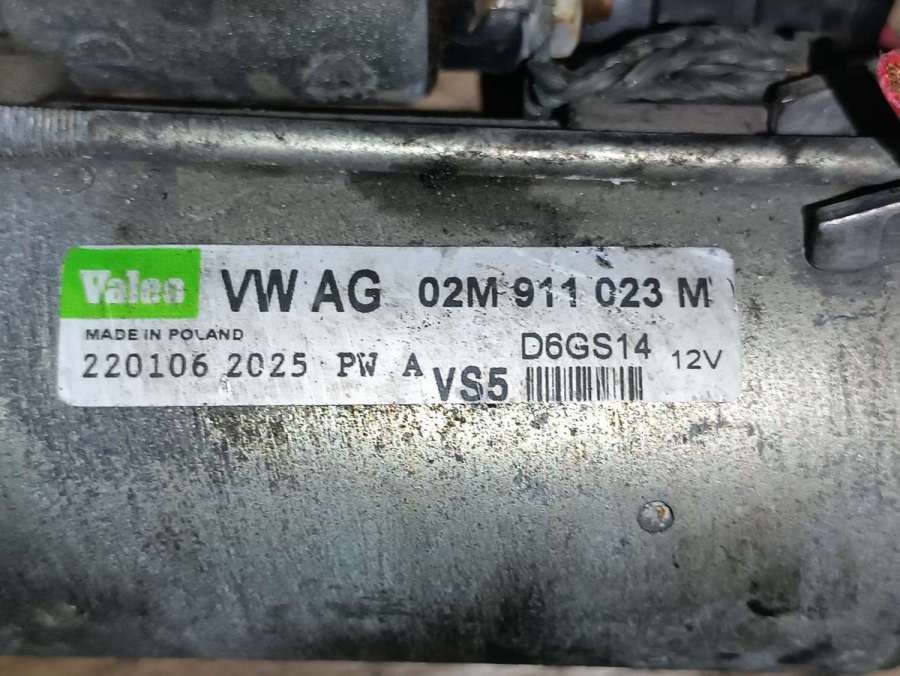 Valeo VW AG 02M 911 023 M
MADE IN POLAND
D6GS14 12V
220106 2025 PW A
VS5